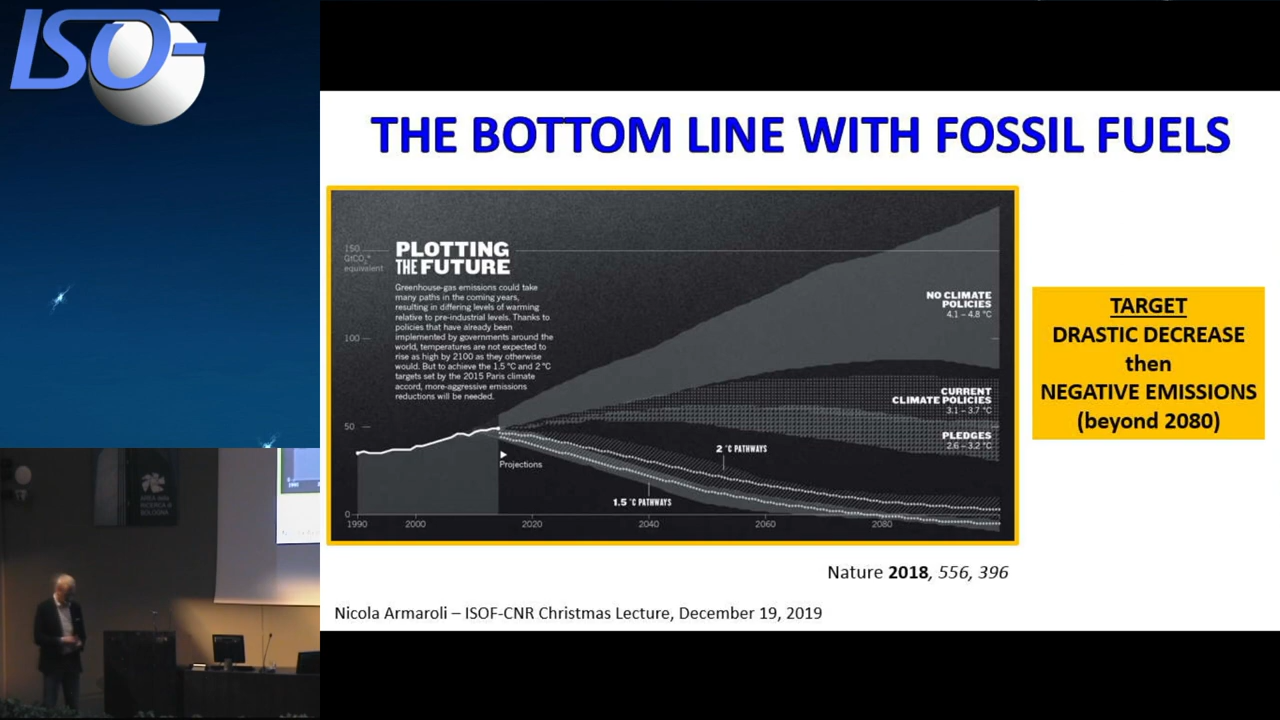 ISOF
THE BOTTOM LINE WITH FOSSIL FUELS
150
GtCO₂*
equivalent
PLOTTING
THE FUTURE
Greenhouse-gas emissions could take
many paths in the coming years,
resulting in differing levels of warming
relative to pre-industrial levels. Thanks to
policies that have already been
implemented by governments around the
world, temperatures are not expected to
rise as high by 2100 as they otherwise
would. But to achieve the 1.5 °C and 2 °C
targets set by the 2015 Paris climate
accord, more-aggressive emissions
reductions will be needed.
NO CLIMATE
POLICIES
4.1 – 4.8 °C
100
CURRENT
CLIMATE POLICIES
3.1 – 3.7 °C
50
PLEDGES
2.6 – 3.2 °C
2 °C PATHWAYS
Projections
1.5 °C PATHWAYS
0
1990 2000 2020 2040 2060 2080
TARGET
DRASTIC DECREASE
then
NEGATIVE EMISSIONS
(beyond 2080)
Nature 2018, 556, 396
Nicola Armaroli – ISOF-CNR Christmas Lecture, December 19, 2019
AREA DELLA
RICERCA DI
BOLOGNA